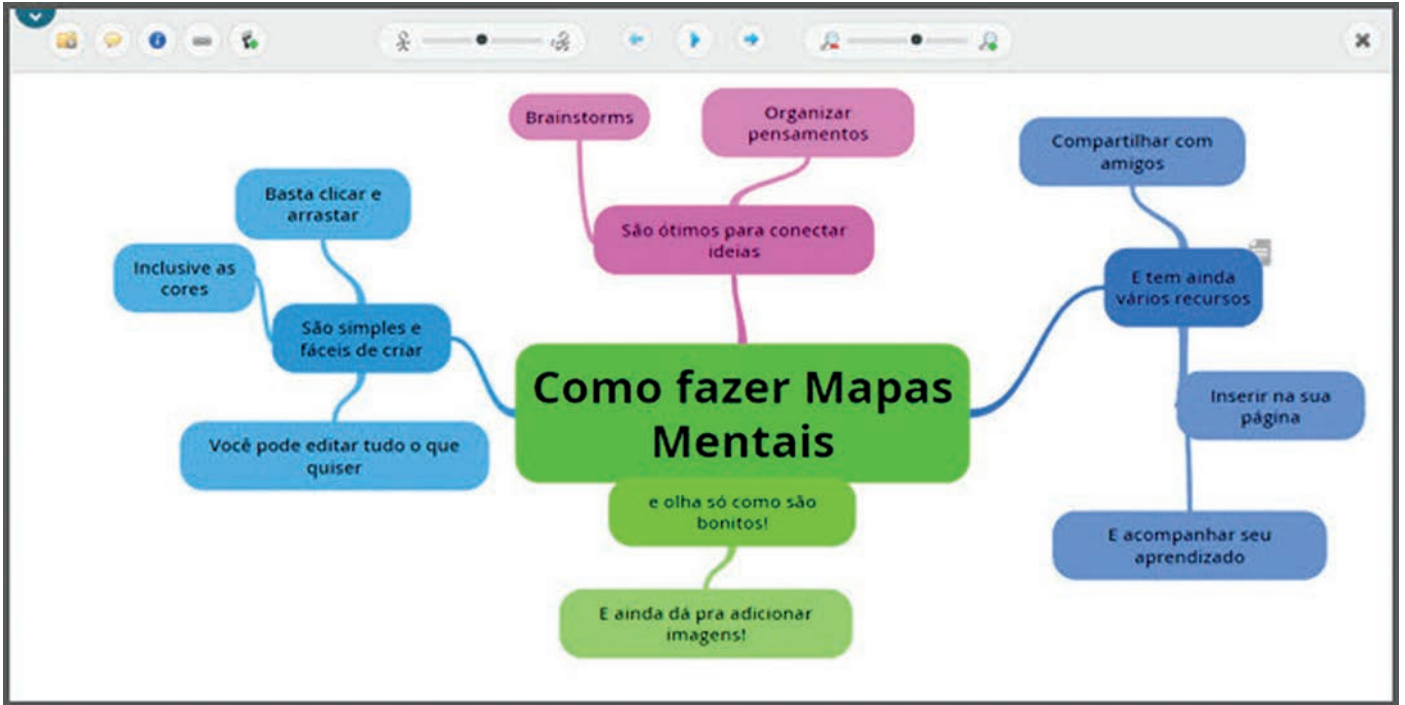 Brainstorms
Organizar
pensamentos
São ótimos para conectar
ideias
Compartilhar com
amigos
Basta clicar e
arrastar
Inclusive as
cores
São simples e
fáceis de criar
Você pode editar tudo o que
quiser
E tem ainda
vários recursos
Inserir na sua
página
E acompanhar seu
aprendizado
Como fazer Mapas
Mentais
e olha só como são
bonitos!
E ainda dá pra adicionar
imagens!